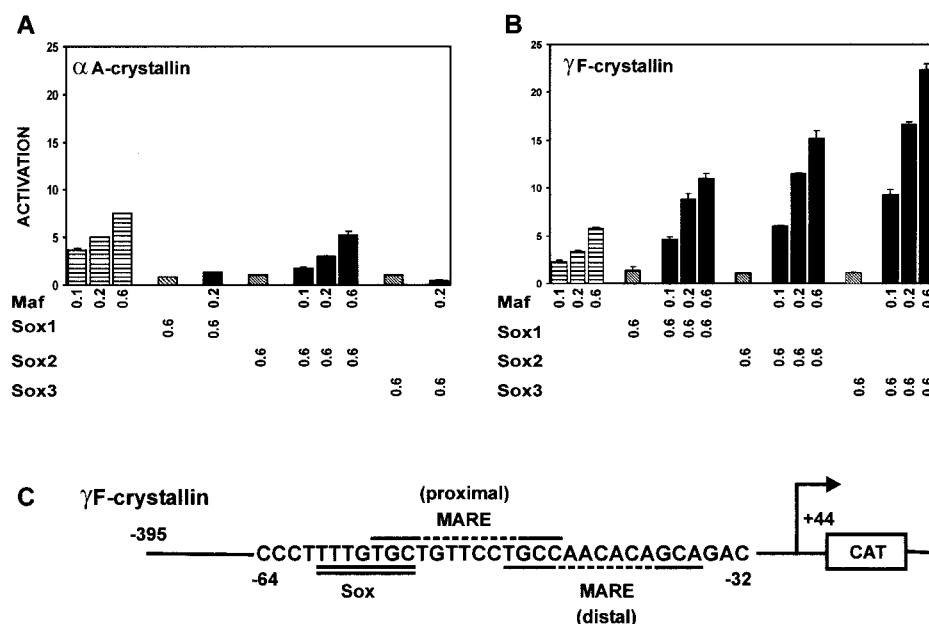 A
B
25
20
15
10
5
0
ACTIVATION
α A-crystallin
25
20
15
10
5
0
γF-crystallin
Maf 0.1 0.2 0.6 0.2 0.1 0.2 0.6 0.2
Sox1 0.6 0.6
Sox2 0.6 0.6 0.6 0.6
Sox3 0.6 0.6
Maf 0.1 0.2 0.6 0.1 0.2 0.6 0.1 0.2 0.6 0.1 0.2 0.6
Sox1 0.6 0.6 0.6 0.6
Sox2 0.6 0.6 0.6 0.6
Sox3 0.6 0.6 0.6 0.6
C
γF-crystallin
(proximal)
MARE
-395
+44
CCCTTTTGTGCTGTTCCTGCCAACACAGCAGAC
CAT
-64
-32
Sox
MARE
(distal)